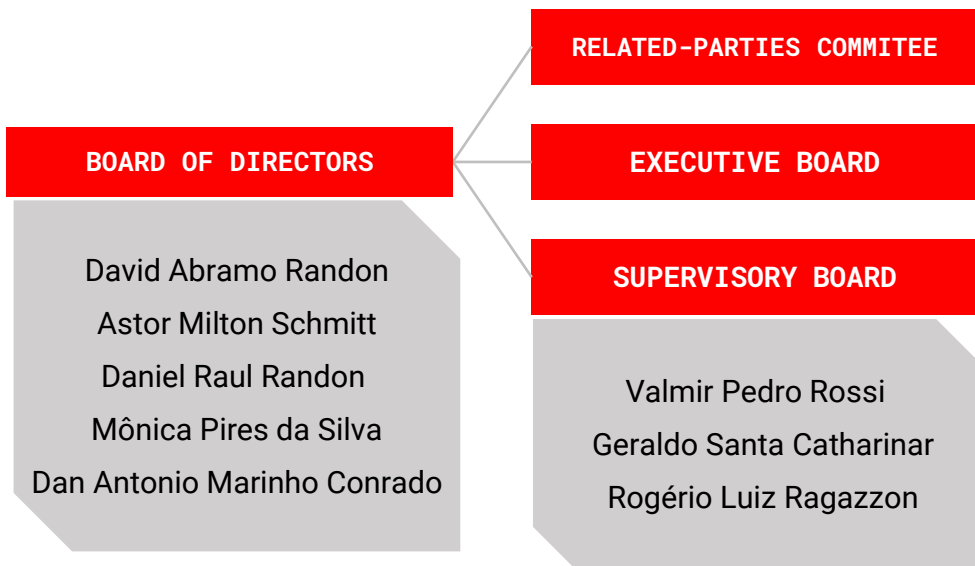 RELATED-PARTIES COMMITEE
BOARD OF DIRECTORS
EXECUTIVE BOARD
SUPERVISORY BOARD
David Abramo Randon
Astor Milton Schmitt
Daniel Raul Randon
Mônica Pires da Silva
Dan Antonio Marinho Conrado
Valmir Pedro Rossi
Geraldo Santa Catharinar
Rogério Luiz Ragazzon